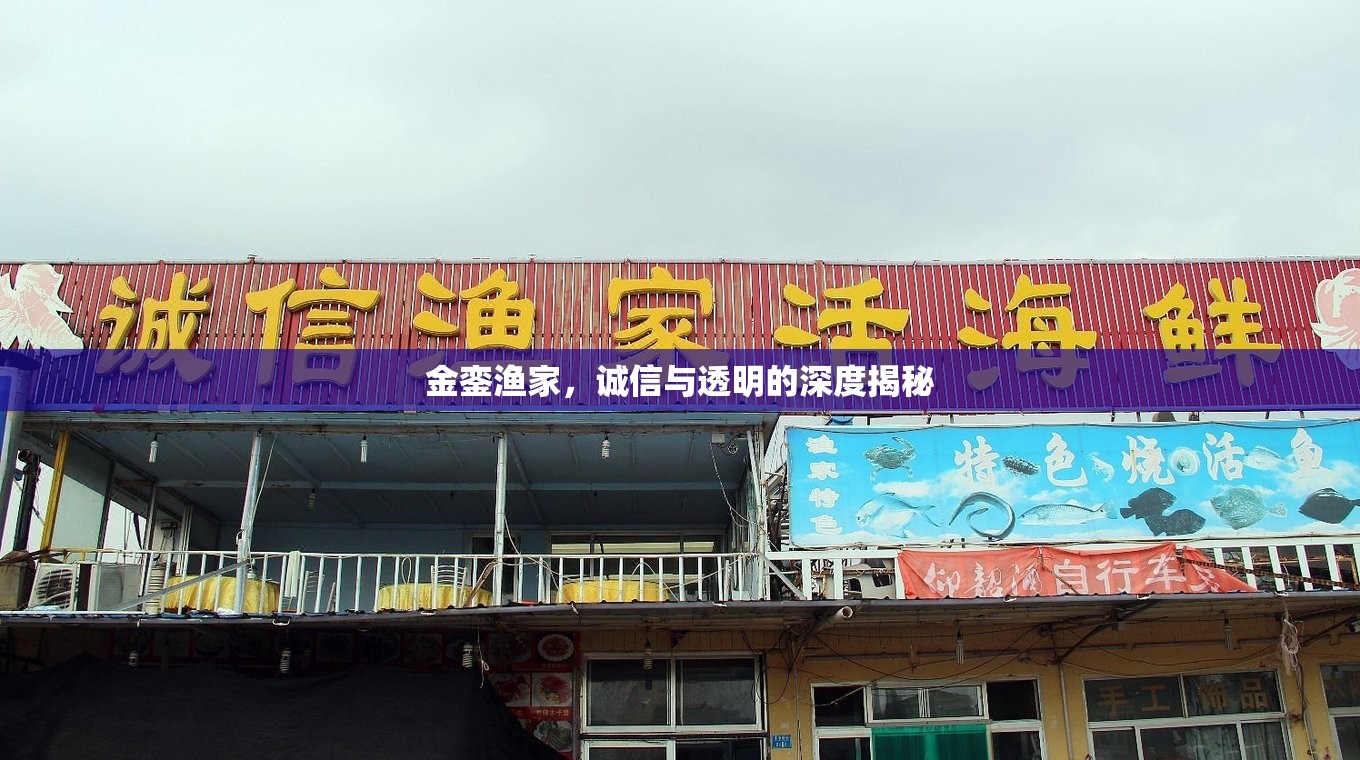 诚信渔家活海鲜
金銮渔家，诚信与透明的深度揭秘
渔家特色
特色烧活鱼
自行车
手工饰品